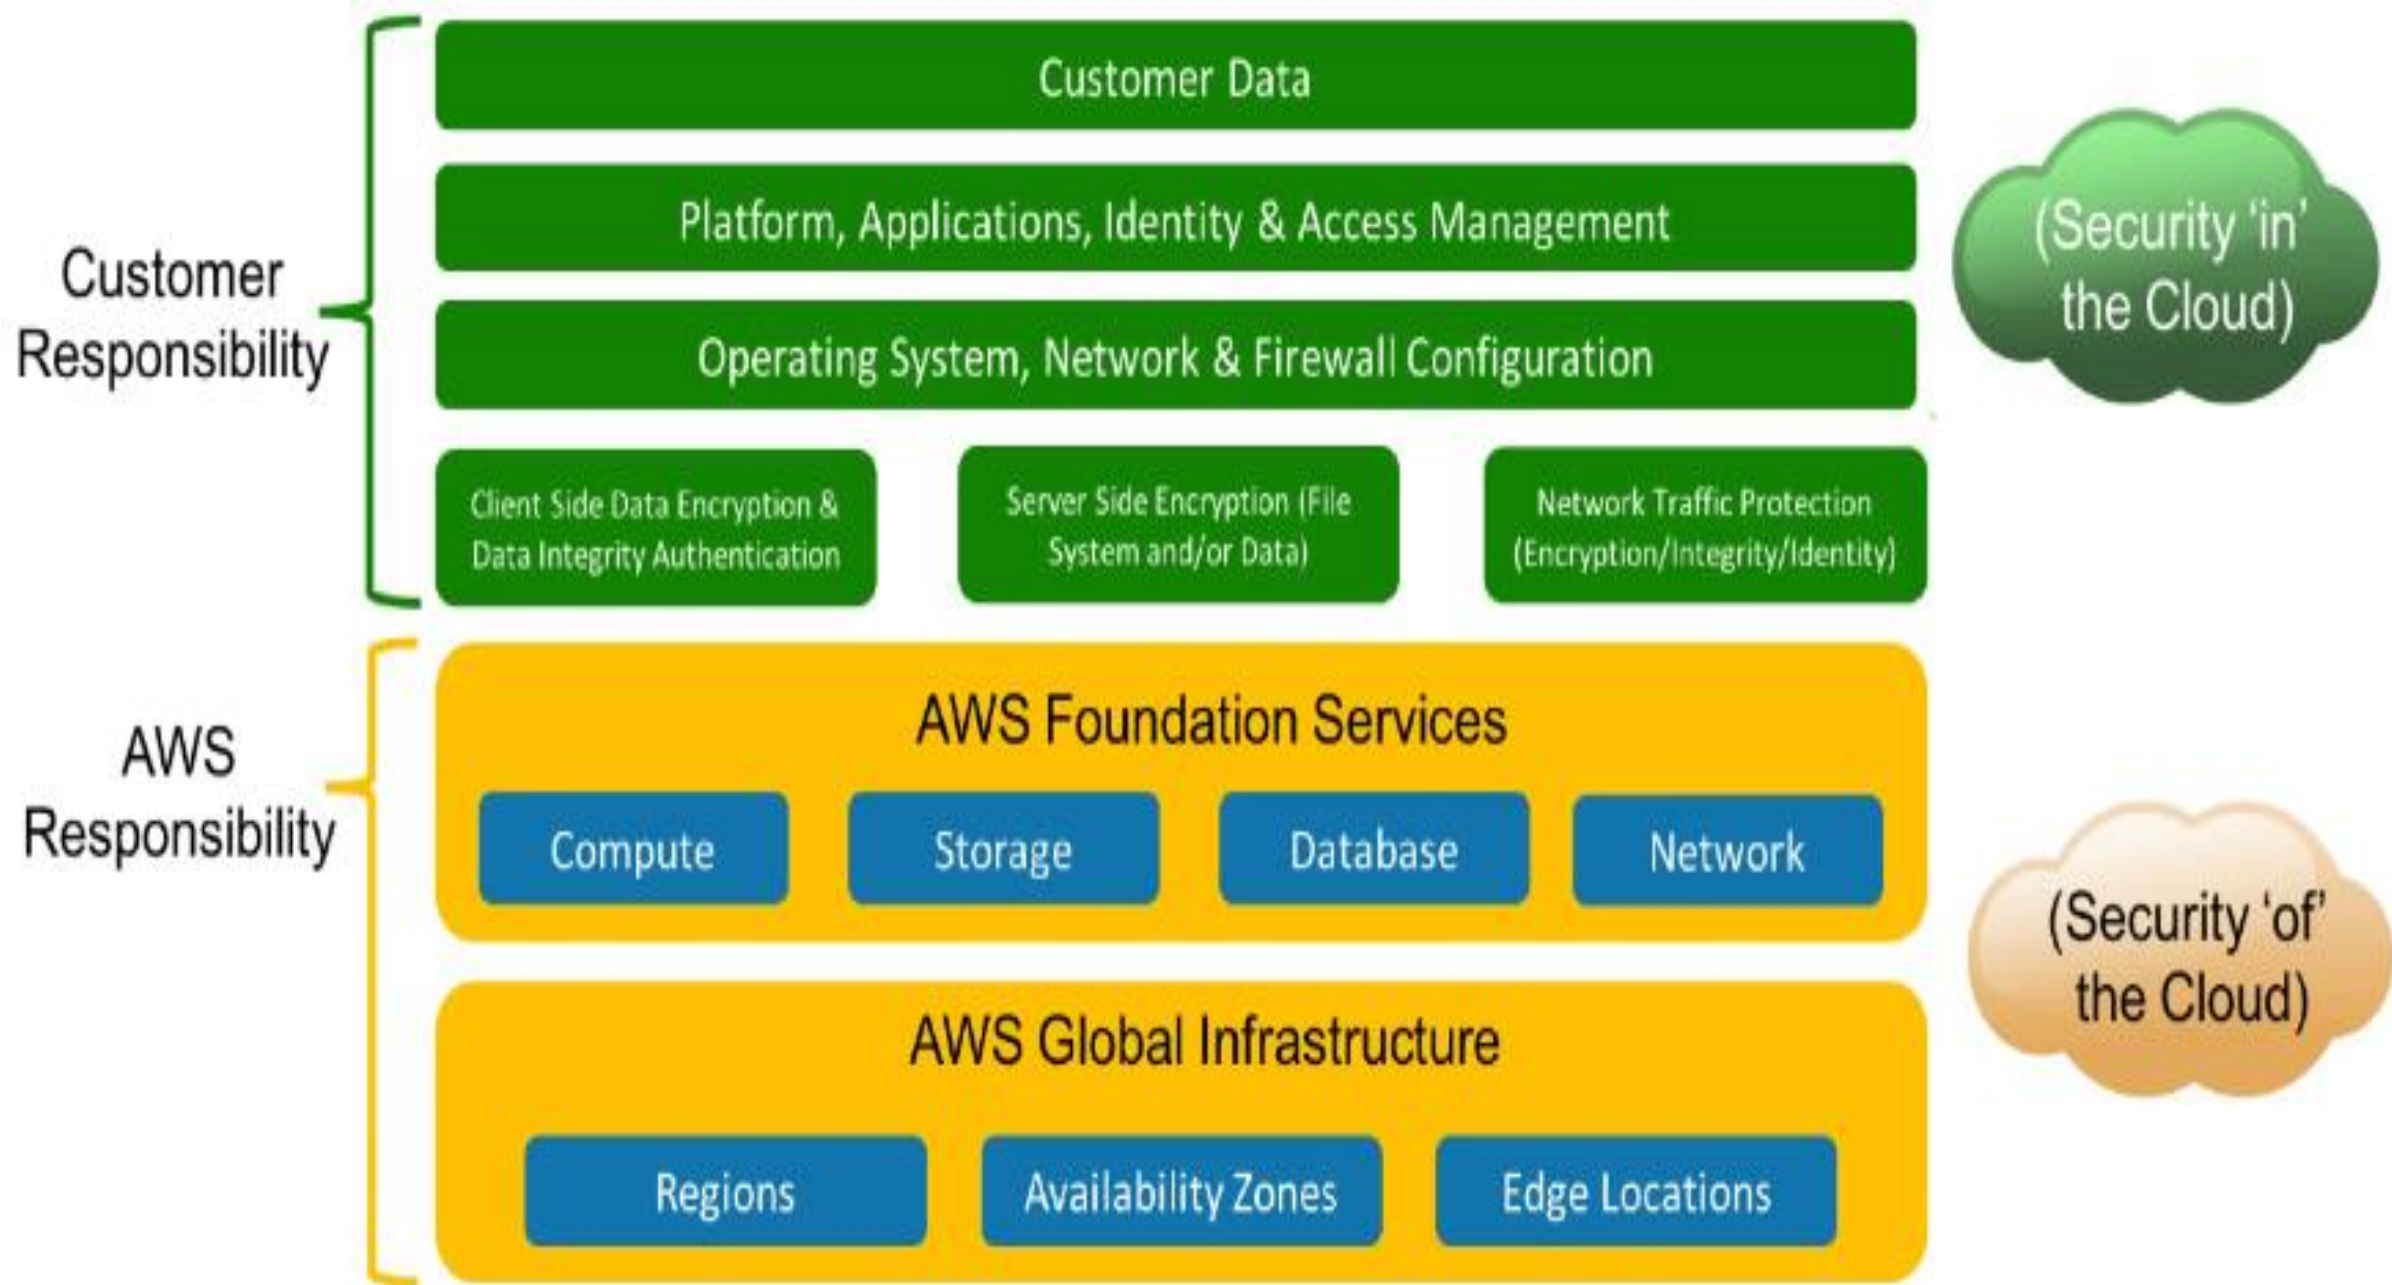 Customer
Responsibility
Customer Data
Platform, Applications, Identity & Access Management
Operating System, Network & Firewall Configuration
Client Side Data Encryption &
Data Integrity Authentication
Server Side Encryption (File
System and/or Data)
Network Traffic Protection
(Encryption/Integrity/Identity)
(Security ‘in’
the Cloud)
AWS
Responsibility
AWS Foundation Services
Compute
Storage
Database
Network
AWS Global Infrastructure
Regions
Availability Zones
Edge Locations
(Security ‘of’
the Cloud)